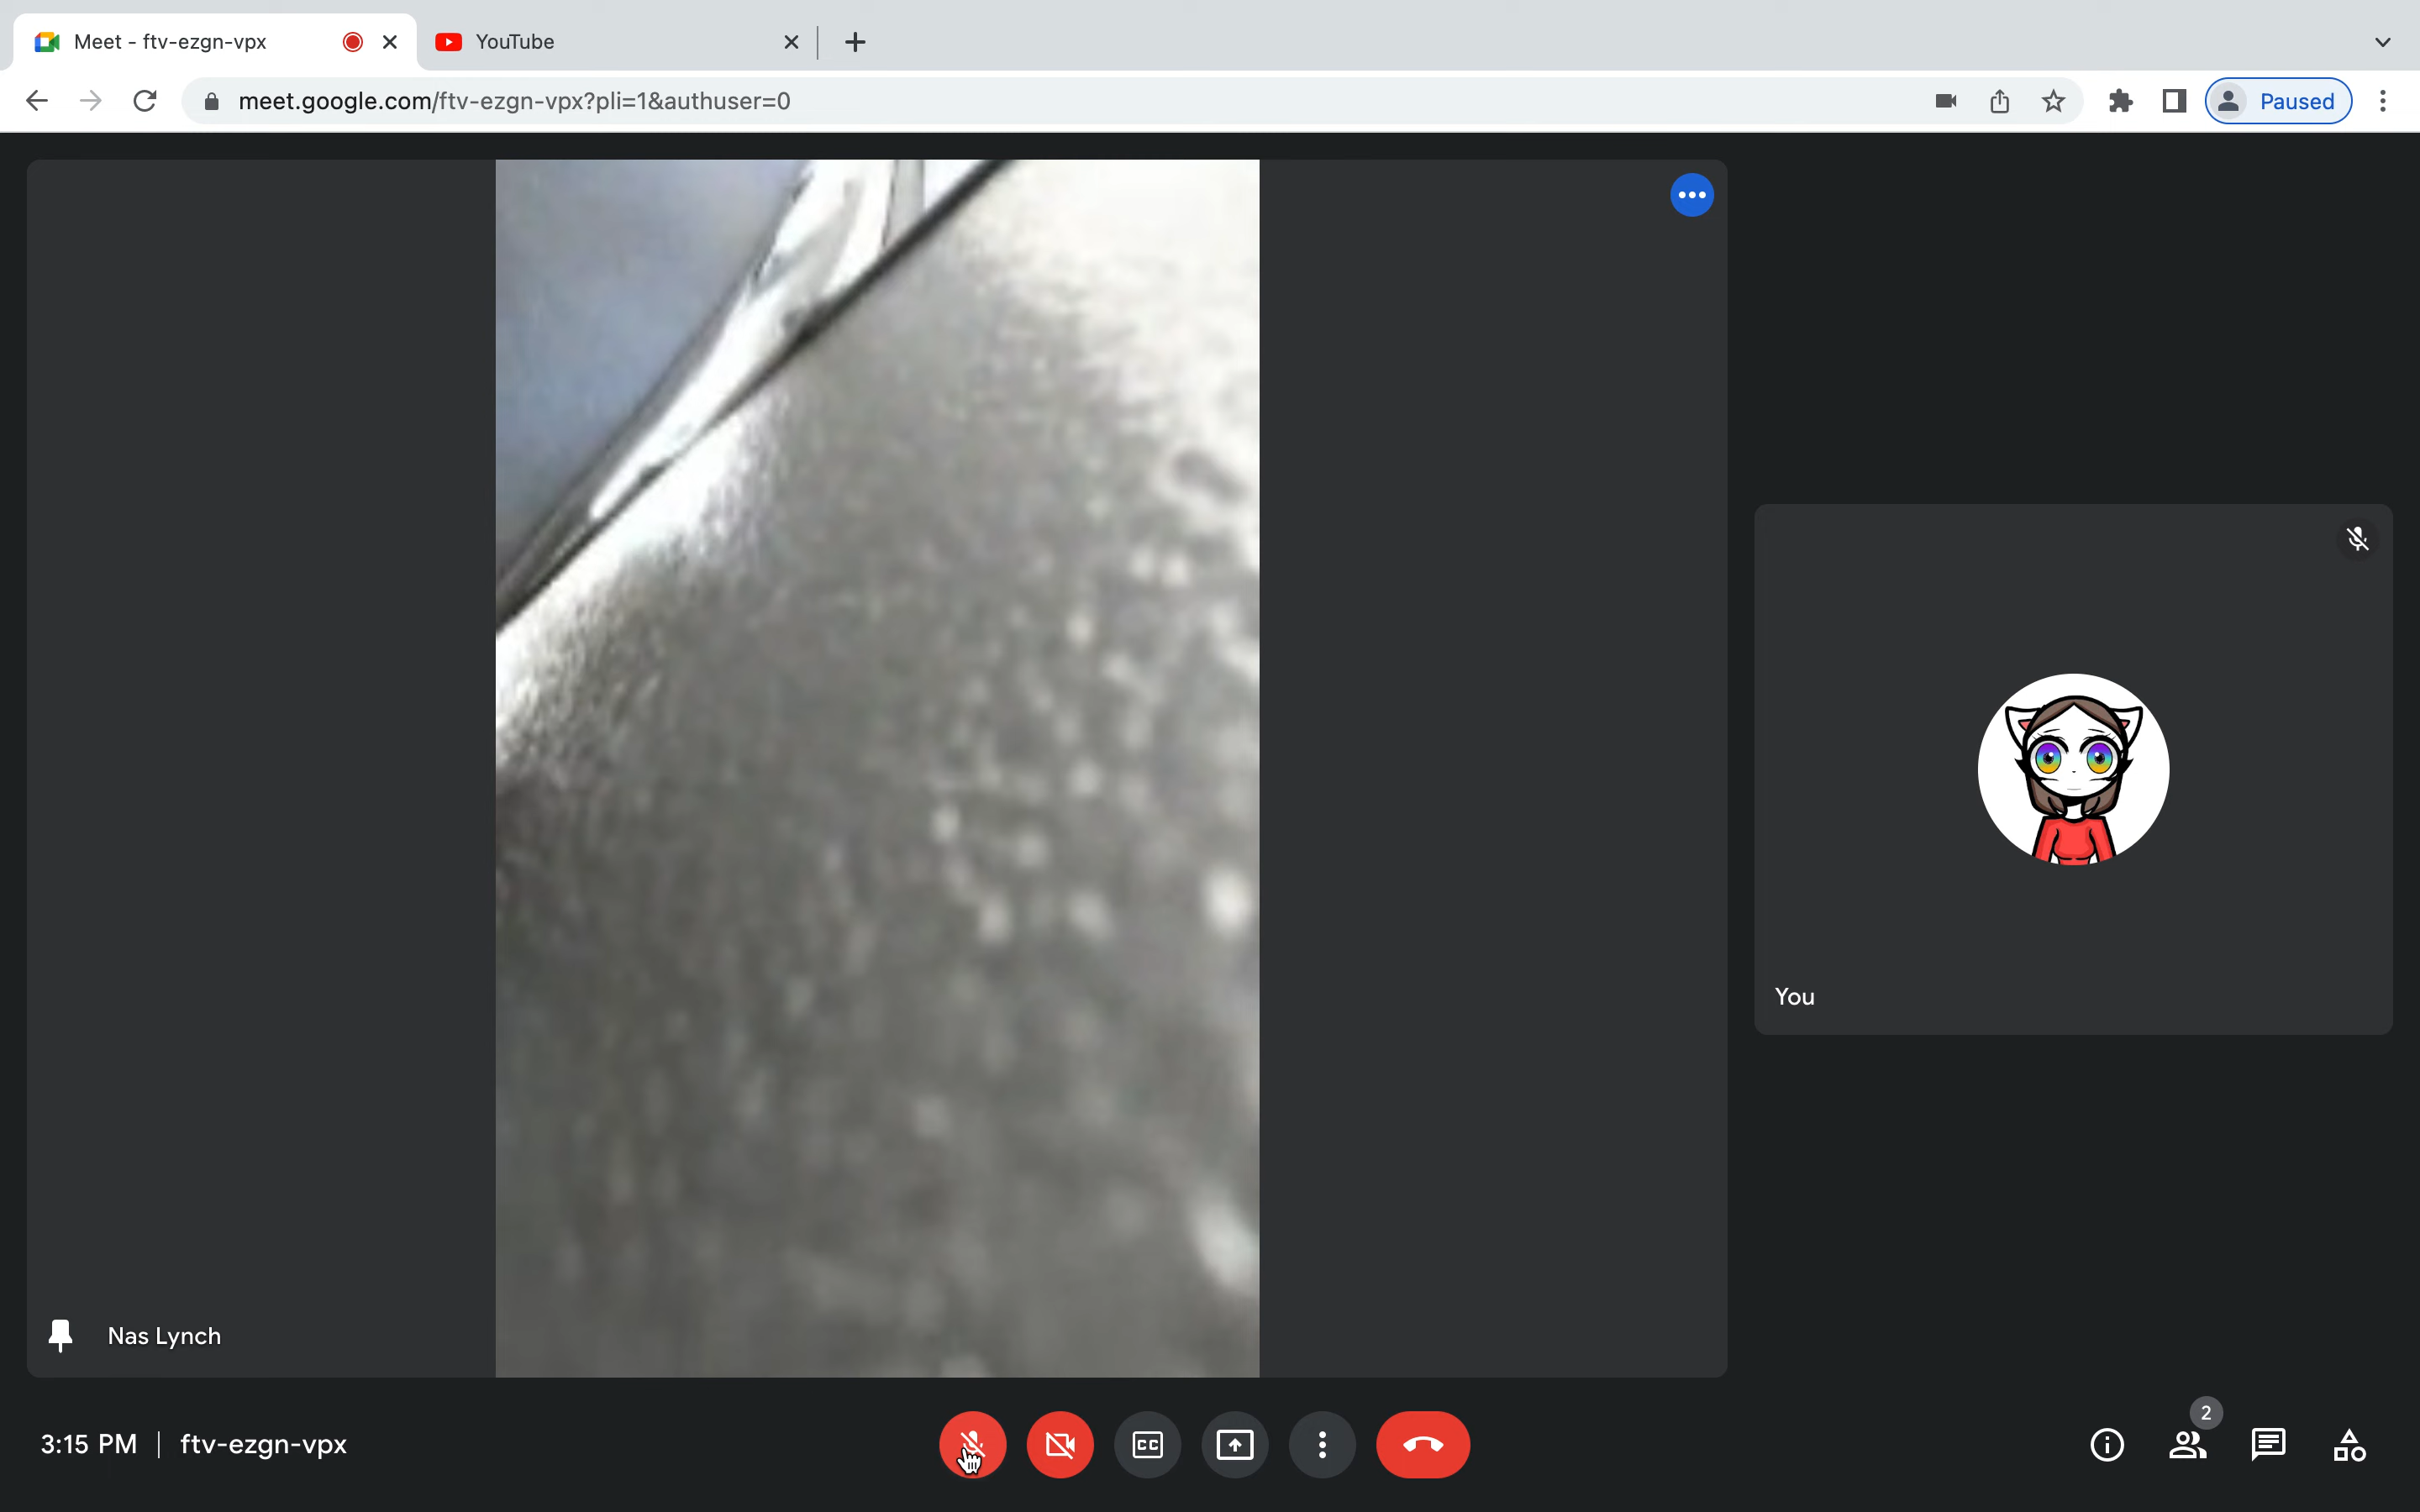 Meet - ftv-ezgn-vpx
YouTube
meet.google.com/ftv-ezgn-vpx?pli=1&authuser=0
Paused
You
Nas Lynch
3:15 PM | ftv-ezgn-vpx
CC
2